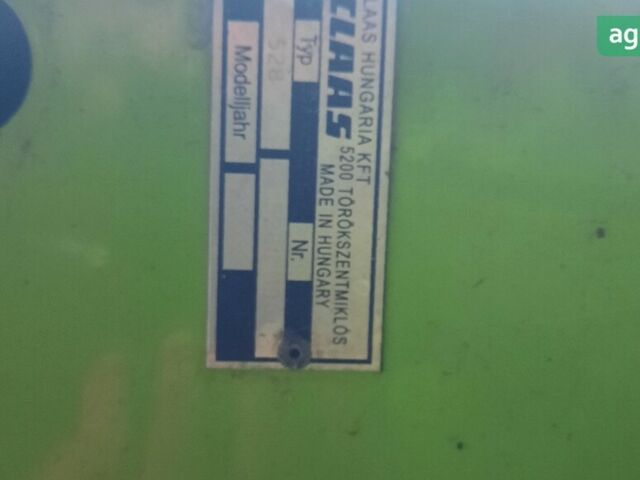 LAAS HUNGARIA KFT
CLAAS
5200 TÖRÖKSZENTMIKLÓS
MADE IN HUNGARY
Typ
Nr.
528
Modelljahr
ag